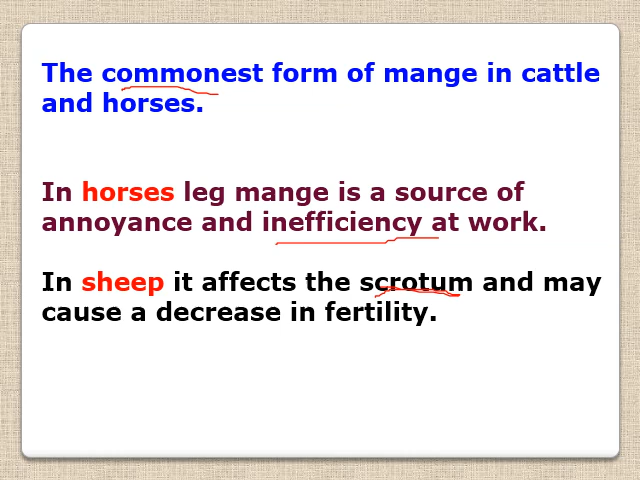 The commonest form of mange in cattle
and horses.
In horses leg mange is a source of
annoyance and inefficiency at work.
In sheep it affects the scrotum and may
cause a decrease in fertility.